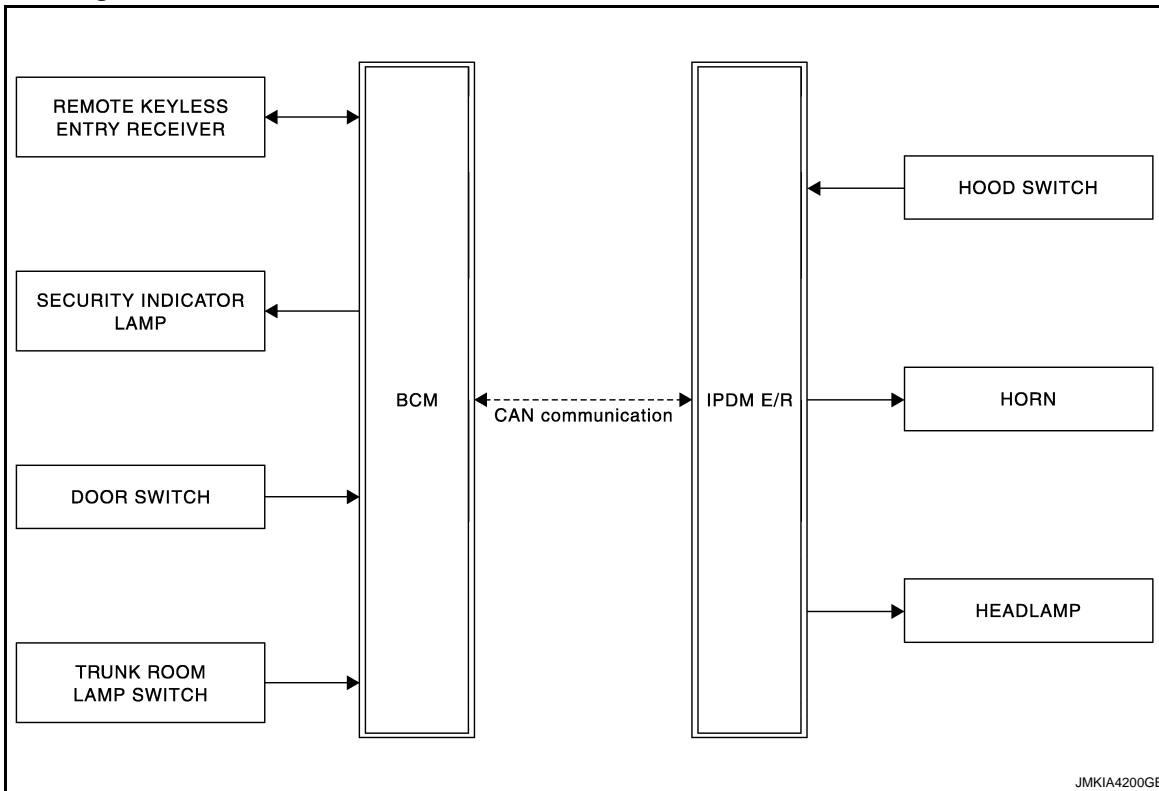 REMOTE KEYLESS
ENTRY RECEIVER
SECURITY INDICATOR
LAMP
DOOR SWITCH
TRUNK ROOM
LAMP SWITCH
BCM
CAN communication
IPDM E/R
HOOD SWITCH
HORN
HEADLAMP